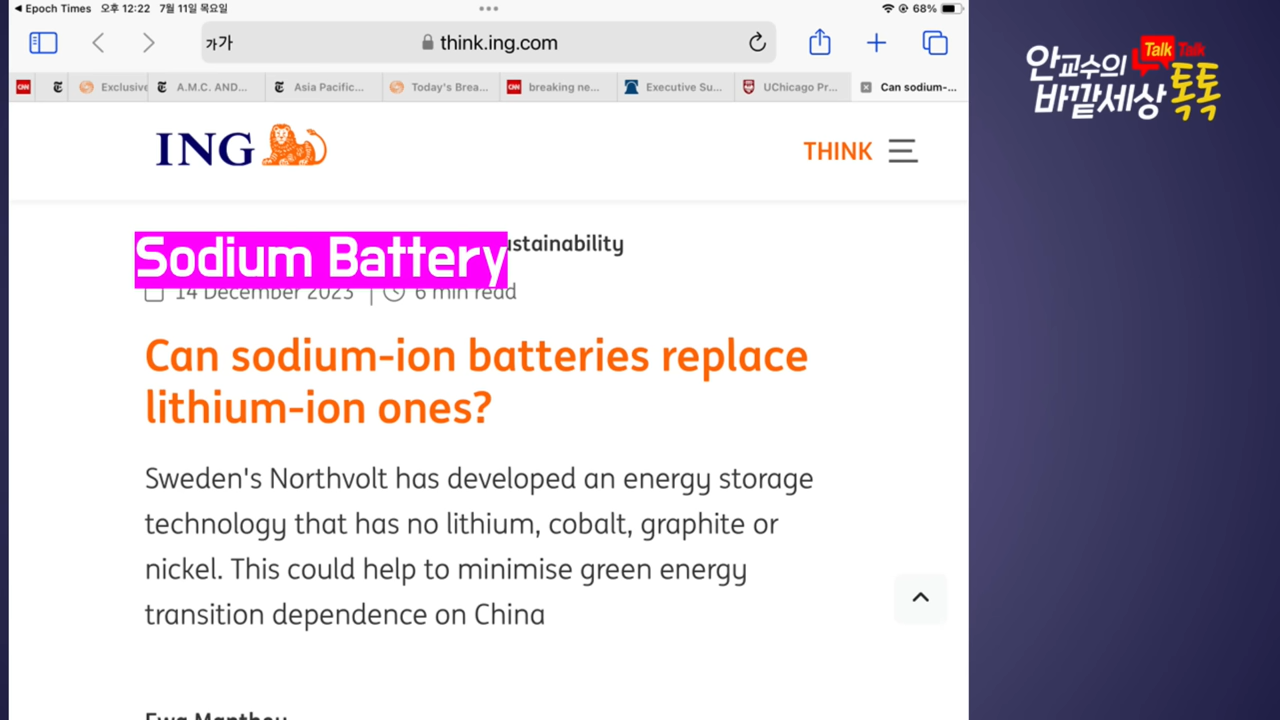 ◀ Epoch Times 오후 12:22 7월 11일 목요일
68%
가가
think.ing.com
CNN
Exclusive
A.M.C. AND...
Asia Pacific...
Today's Brea...
CNN
breaking ne...
Executive Su...
UChicago Pr...
Can sodium-...
안교수의
Talk Talk
바깥세상
톡톡
ING
THINK
Sodium Battery
ustainability
14 December 2023
6 min read
Can sodium-ion batteries replace
lithium-ion ones?
Sweden's Northvolt has developed an energy storage
technology that has no lithium, cobalt, graphite or
nickel. This could help to minimise green energy
transition dependence on China
Ewa Manthey